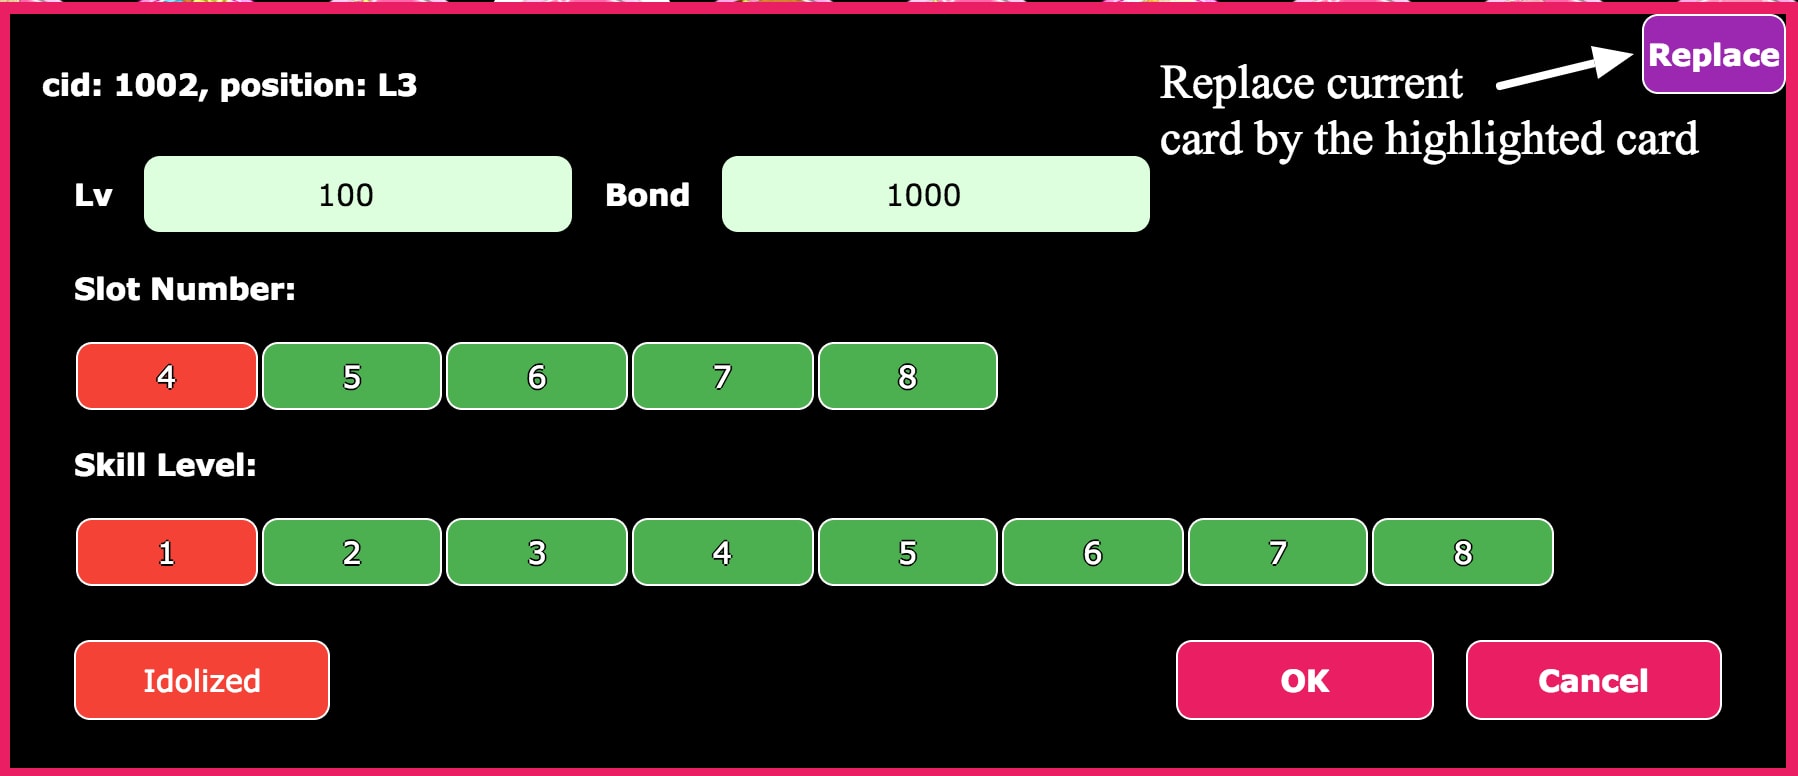 Replace
cid: 1002, position: L3
Replace current
card by the highlighted card
Lv 100 Bond 1000
Slot Number:
4 5 6 7 8
Skill Level:
1 2 3 4 5 6 7 8
Idolized OK Cancel